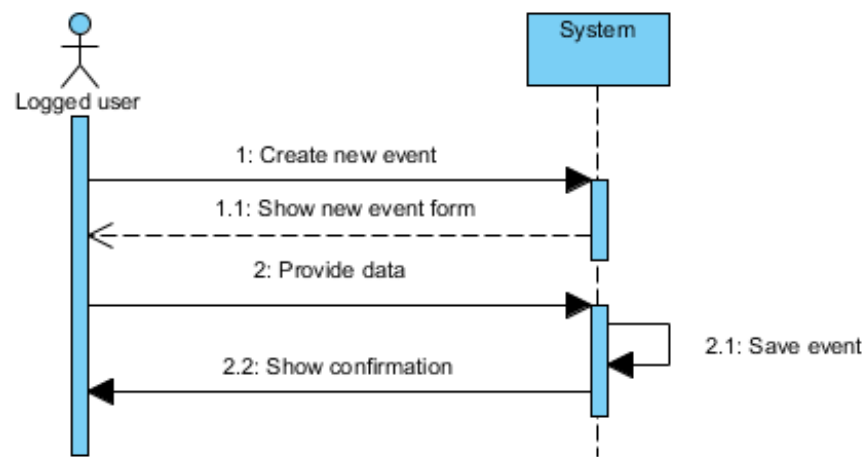 System
Logged user
1: Create new event
1.1: Show new event form
2: Provide data
2.1: Save event
2.2: Show confirmation